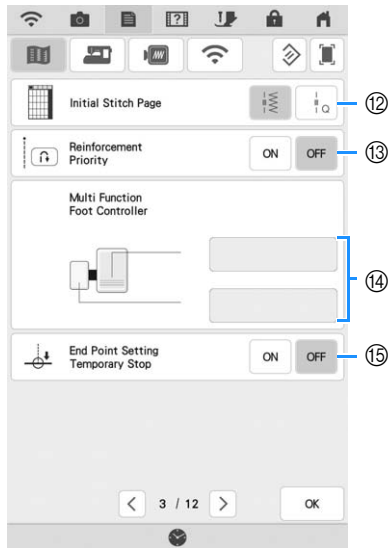 Initial Stitch Page
Q
⑫
Reinforcement
Priority
ON
OFF
⑬
Multi Function
Foot Controller
⑭
End Point Setting
Temporary Stop
ON
OFF
⑮
3 / 12
OK